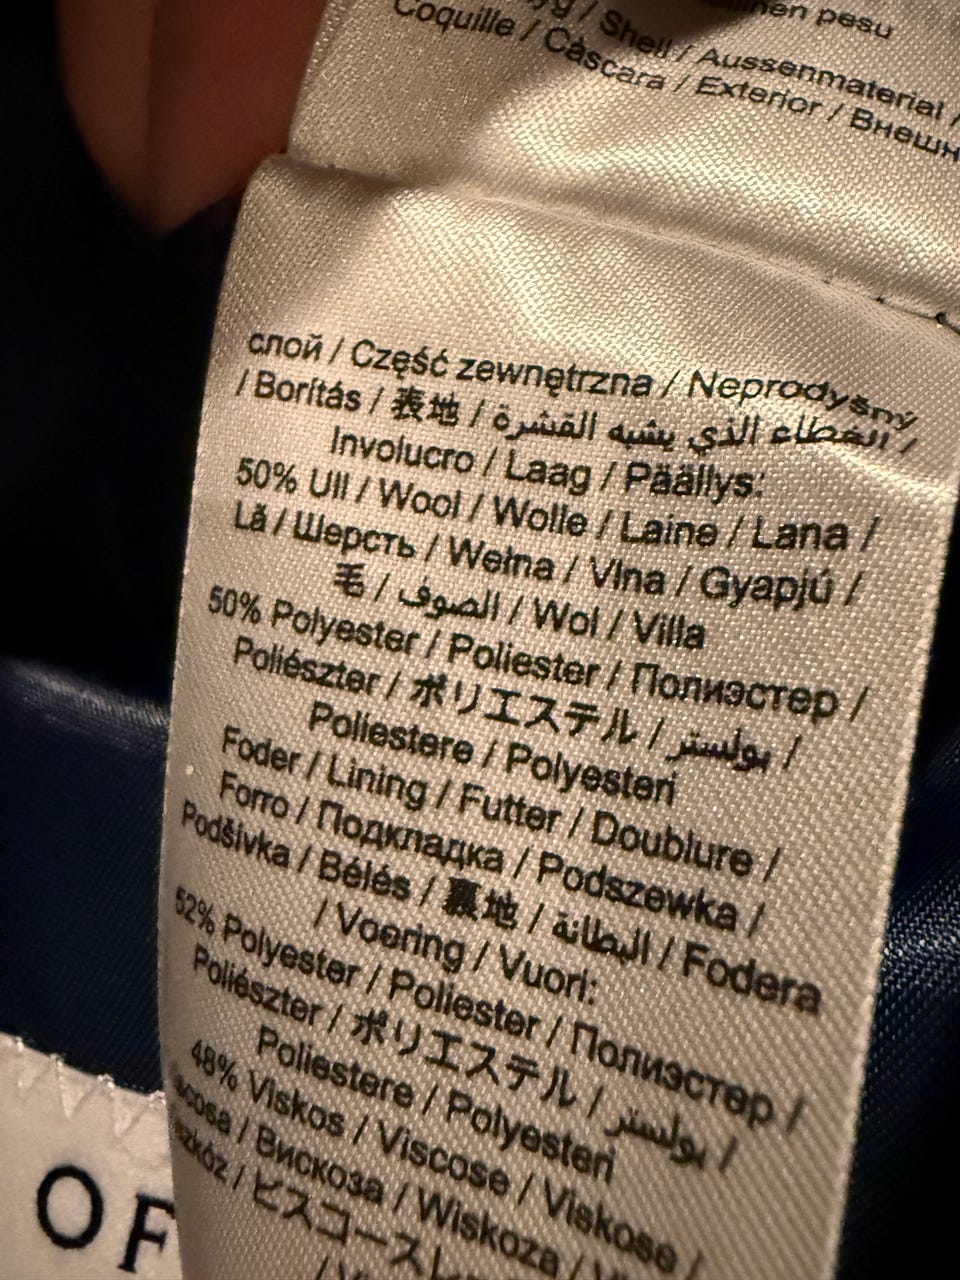 / Shell / Aussenmaterial /
Coquille / Càscara / Exterior /
слой / Część zewnętrzna / Neprodyšný
/ Borítás / 表地 / الغطاء الذي يشبه القشرة /
Involucro / Laag / Päällys:
50% Ull / Wool / Wolle / Laine / Lana /
Lã / Шерсть / Wełna / Vlna / Gyapjú /
毛 / الصوف / Wol / Villa
50% Polyester / Poliester / Полиэстер /
Poliészter / ポリエステル / بوليستر /
Poliestere / Polyesteri
Foder / Lining / Futter / Doublure /
Forro / Подкладка / Podszewka /
Podšívka / Bélés / 裏地 / البطانة / Fodera
/ Voering / Vuori:
52% Polyester / Poliester / Полиэстер /
Poliészter / ポリエステル / بوليستر /
Poliestere / Polyesteri
48% Viskos / Viscose / Viskose /
/ Вискоза / Wiskoza /
/ ビスコース
OF